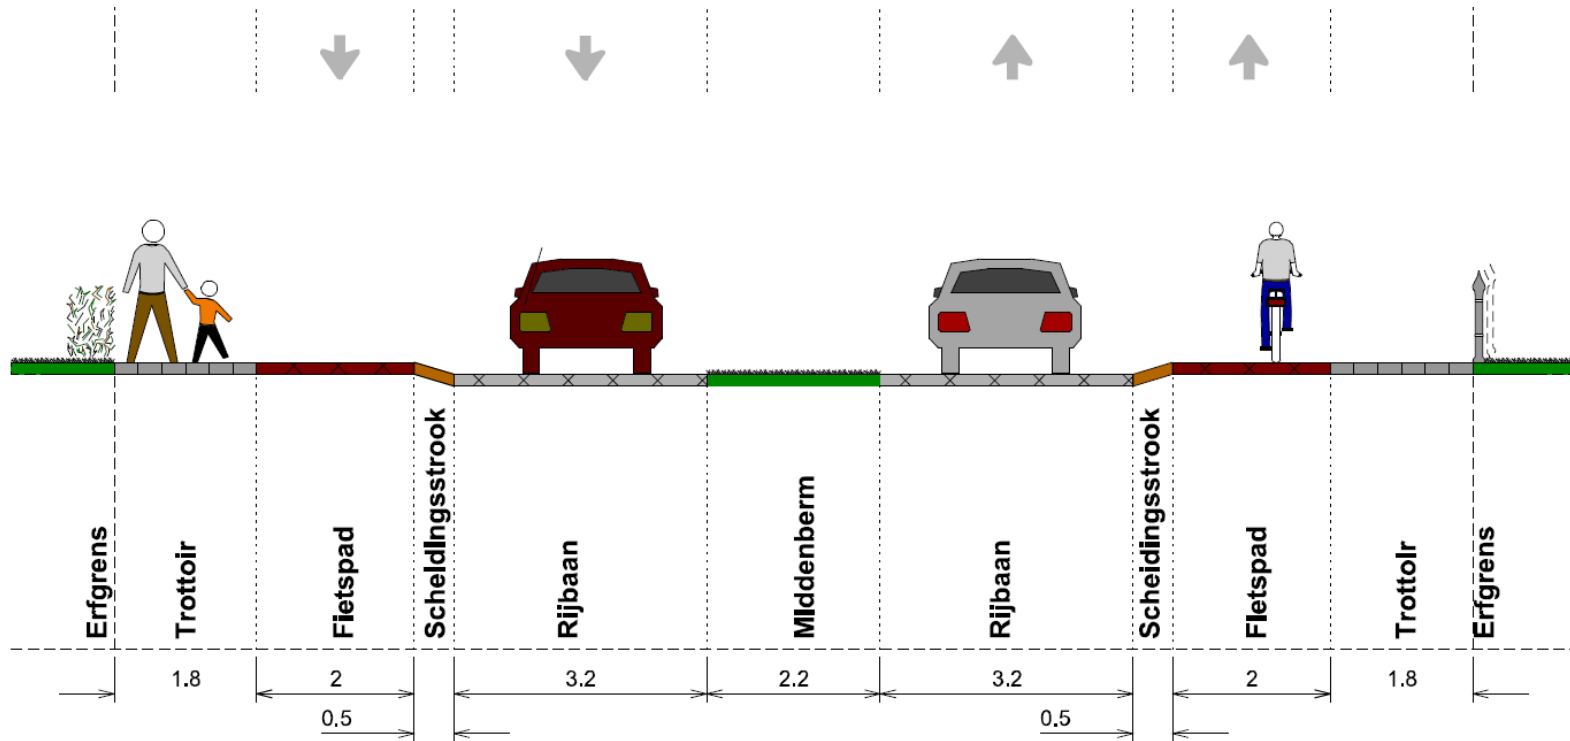 Erfgrens
Trottoir
Fietspad
Scheidingsstrook
Rijbaan
Middenberm
Rijbaan
Scheidingsstrook
Fietspad
Trottoir
Erfgrens
1.8
2
3.2
2.2
3.2
2
1.8
0.5
0.5